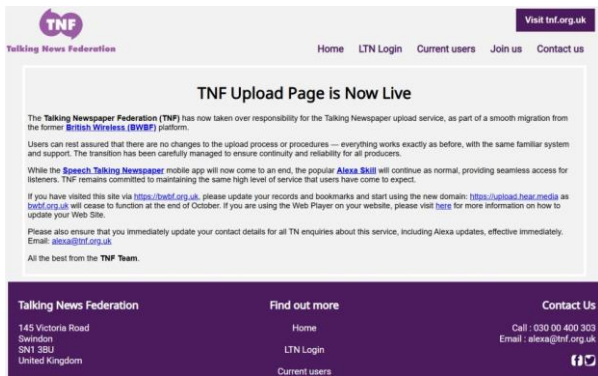 TNF
Talking News Federation
Visit tnf.org.uk
Home LTN Login Current users Join us Contact us
TNF Upload Page is Now Live
The Talking Newspaper Federation (TNF) has now taken over responsibility for the Talking Newspaper upload service, as part of a smooth migration from
the former British Wireless (BWBF) platform.
Users can rest assured that there are no changes to the upload process or procedures — everything works exactly as before, with the same familiar system
and support. The transition has been carefully managed to ensure continuity and reliability for all producers.
While the Speech Talking Newspaper mobile app will now come to an end, the popular Alexa Skill will continue as normal, providing seamless access for
listeners. TNF remains committed to maintaining the same high level of service that users have come to expect.
If you have visited this site via https://bwbf.org.uk, please update your records and bookmarks and start using the new domain: https://upload.hear.media as
bwbf.org.uk will cease to function at the end of October. If you are using the Web Player on your website, please visit here for more information on how to
update your Web Site.
Please also ensure that you immediately update your contact details for all TN enquiries about this service, including Alexa updates, effective immediately.
Email: alexa@tnf.org.uk
All the best from the TNF Team.
Talking News Federation
145 Victoria Road
Swindon
SN1 3BU
United Kingdom
Find out more
Home
LTN Login
Current users
Contact Us
Call : 030 00 400 303
Email : alexa@tnf.org.uk